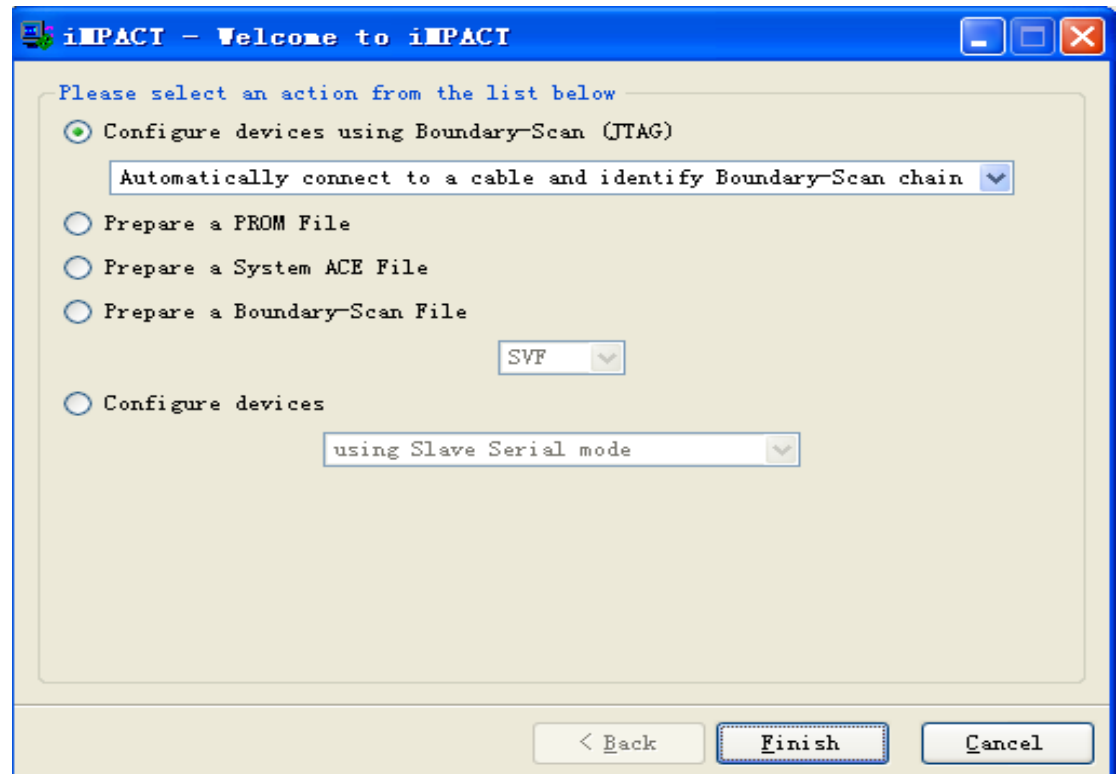 iMPACT - Welcome to iMPACT
Please select an action from the list below
Configure devices using Boundary-Scan (JTAG)
Automatically connect to a cable and identify Boundary-Scan chain
Prepare a PROM File
Prepare a System ACE File
Prepare a Boundary-Scan File
SVF
Configure devices
using Slave Serial mode
< Back Finish Cancel